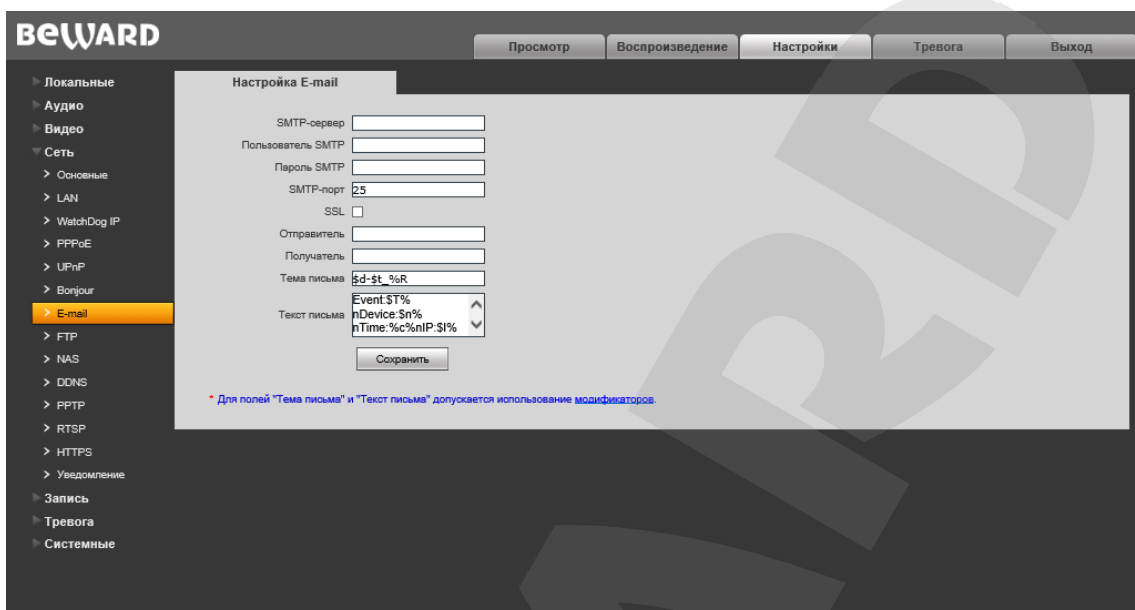 BEWARD
Просмотр Воспроизведение Настройки Тревога Выход
Локальные
Аудио
Видео
Сеть
Основные
LAN
WatchDog IP
PPPoE
UPnP
Bonjour
E-mail
FTP
NAS
DDNS
PPTP
RTSP
HTTPS
Уведомление
Запись
Тревога
Системные
Настройка E-mail
SMTP-сервер
Пользователь SMTP
Пароль SMTP
SMTP-порт 25
SSL
Отправитель
Получатель
Тема письма $d-$t_%R
Текст письма Event:$T%
nDevice:$n%
nTime:%c%nIP:$I%
Сохранить
* Для полей "Тема письма" и "Текст письма" допускается использование модификаторов.